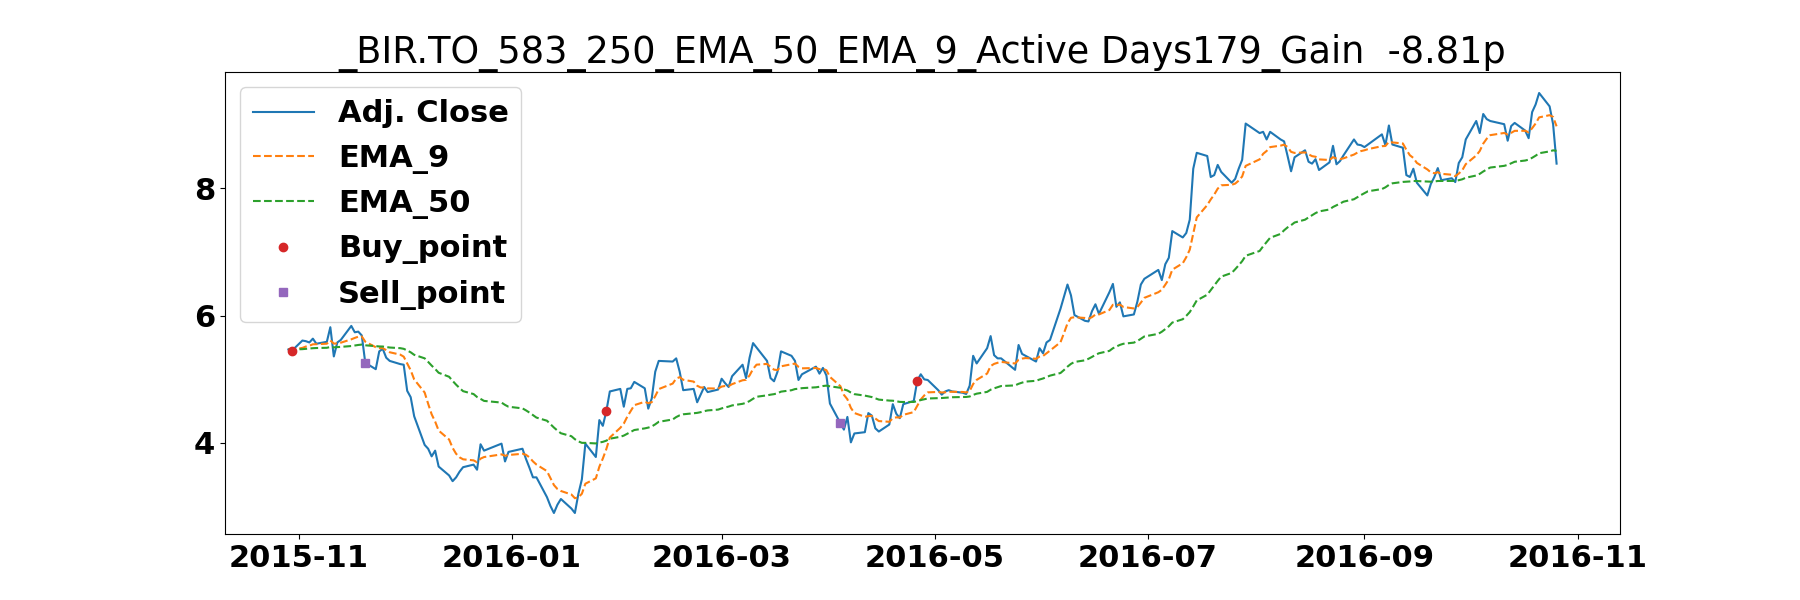 _BIR.TO_583_250_EMA_50_EMA_9_Active Days179_Gain  -8.81p
Adj. Close
EMA_9
EMA_50
Buy_point
Sell_point
8
6
4
2015-11 2016-01 2016-03 2016-05 2016-07 2016-09 2016-11